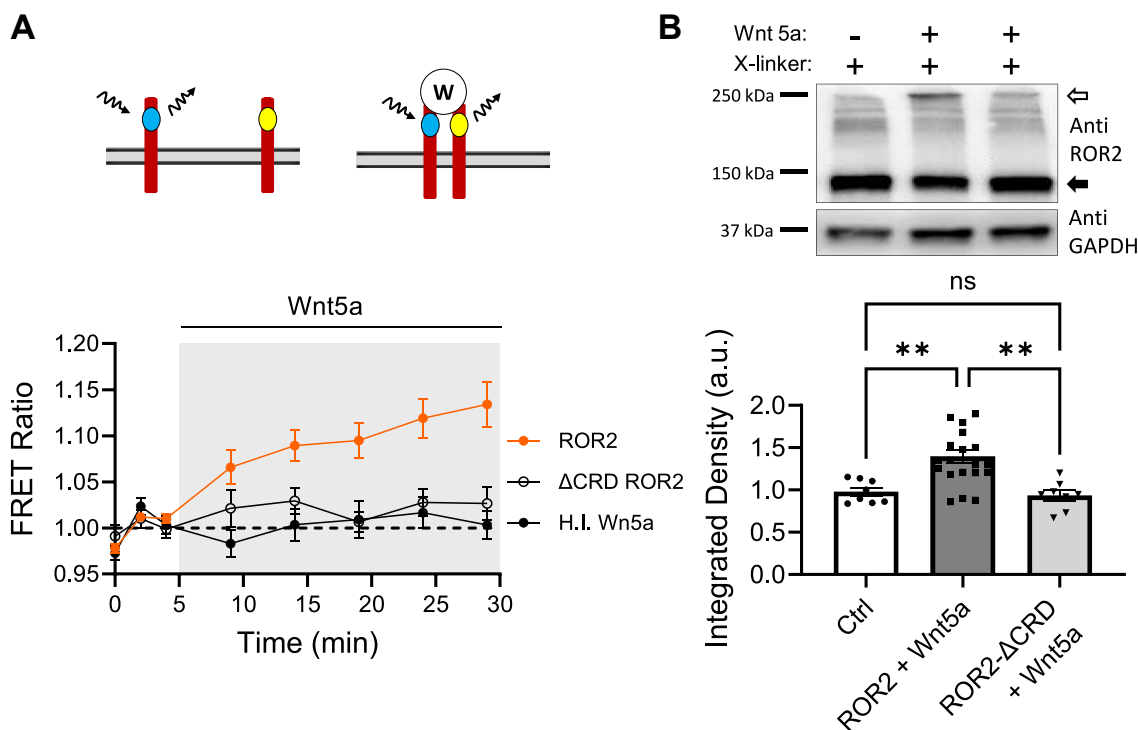 A
W
Wnt5a
1.20
1.15
1.10
1.05
1.00
0.95
FRET Ratio
0
5
10
15
20
25
30
Time (min)
ROR2
ΔCRD ROR2
H.I. Wn5a
B
Wnt 5a: - + +
X-linker: + + +
250 kDa
150 kDa
37 kDa
Anti
ROR2
Anti
GAPDH
ns
** **
2.0
1.5
1.0
0.5
0.0
Integrated Density (a.u.)
Ctrl
ROR2 + Wnt5a
ROR2-ΔCRD
+ Wnt5a